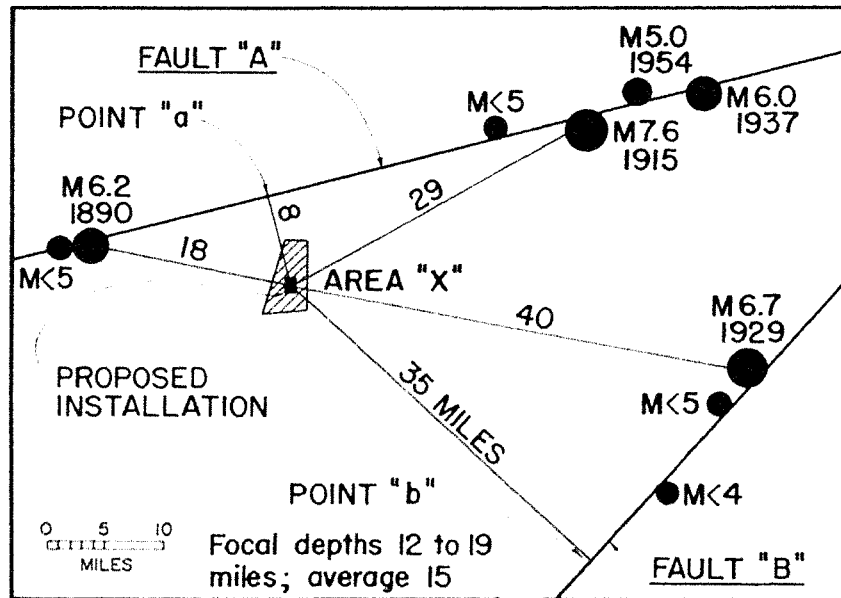 FAULT "A"
M5.0
1954
POINT "a"
M<5
M6.0
1937
M7.6
1915
M6.2
1890
8
29
18
M<5
AREA "X"
40
M6.7
1929
PROPOSED
INSTALLATION
35 MILES
M<5
POINT "b"
M<4
0 5 10
MILES
Focal depths 12 to 19
miles; average 15
FAULT "B"